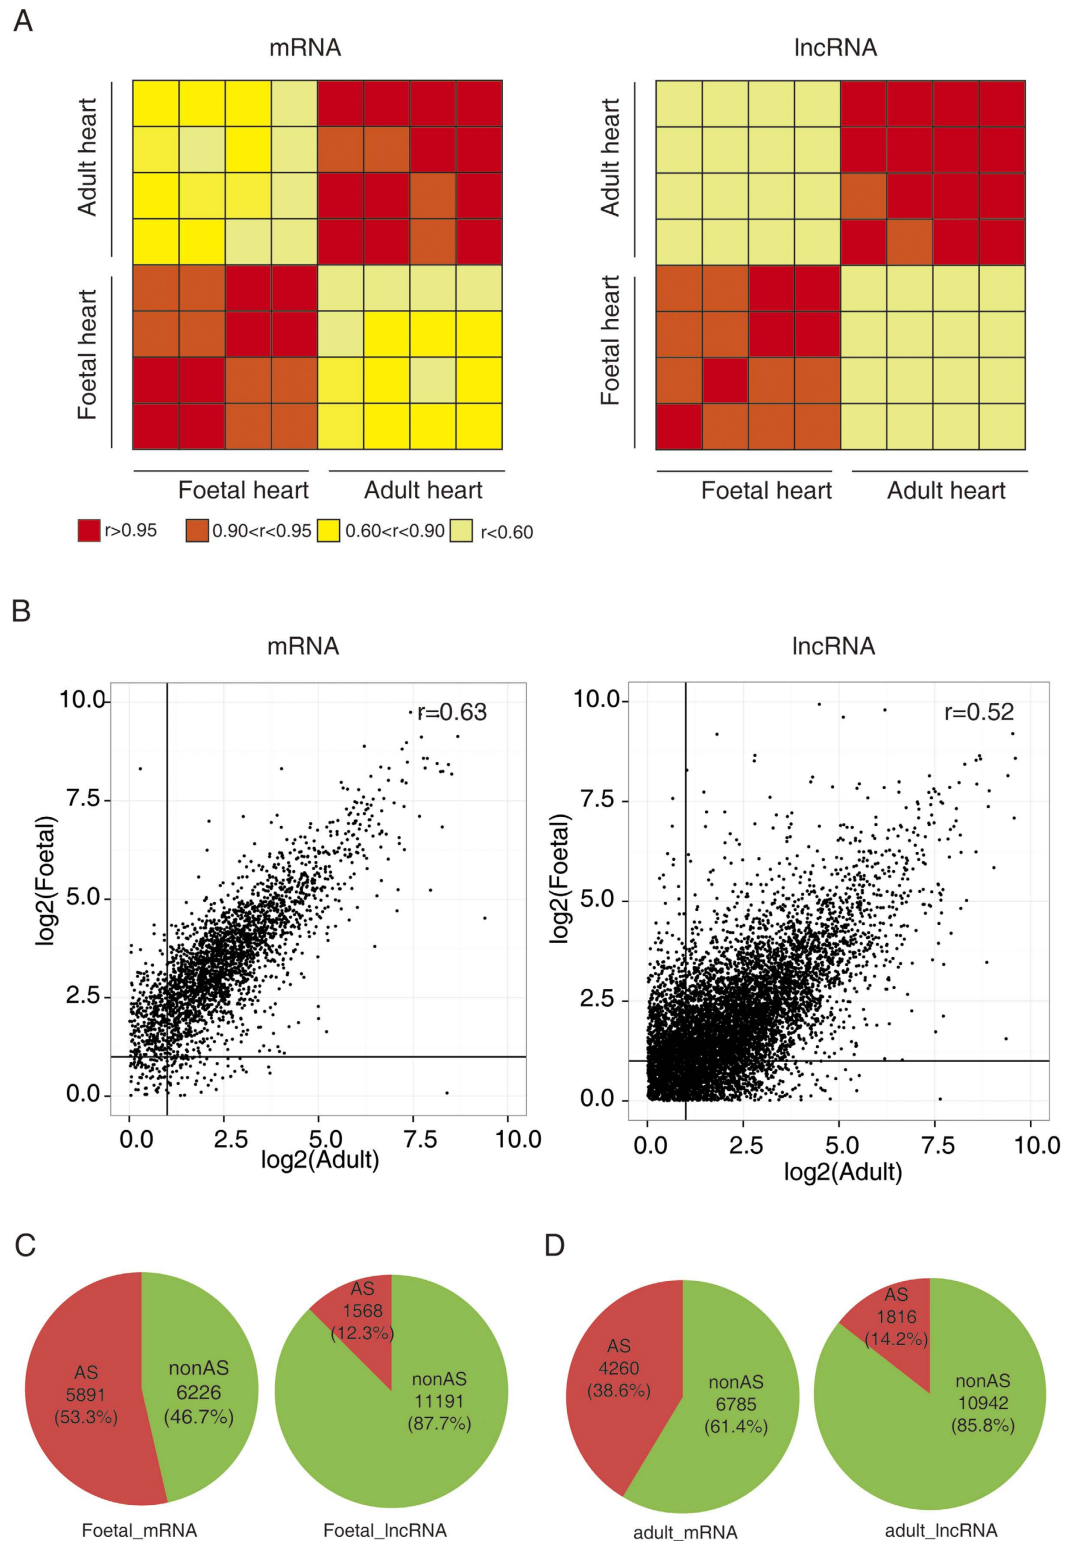 A
mRNA
lncRNA
Adult heart
Foetal heart
Adult heart
Foetal heart
Foetal heart
Adult heart
Foetal heart
Adult heart
r>0.95
0.90<r<0.95
0.60<r<0.90
r<0.60
B
mRNA
lncRNA
r=0.63
r=0.52
10.0
7.5
5.0
2.5
0.0
log2(Foetal)
0.0
2.5
5.0
7.5
10.0
log2(Adult)
10.0
7.5
5.0
2.5
0.0
log2(Foetal)
0.0
2.5
5.0
7.5
10.0
log2(Adult)
C
AS
5891
(53.3%)
nonAS
6226
(46.7%)
Foetal_mRNA
AS
1568
(12.3%)
nonAS
11191
(87.7%)
Foetal_lncRNA
D
AS
4260
(38.6%)
nonAS
6785
(61.4%)
adult_mRNA
AS
1816
(14.2%)
nonAS
10942
(85.8%)
adult_lncRNA